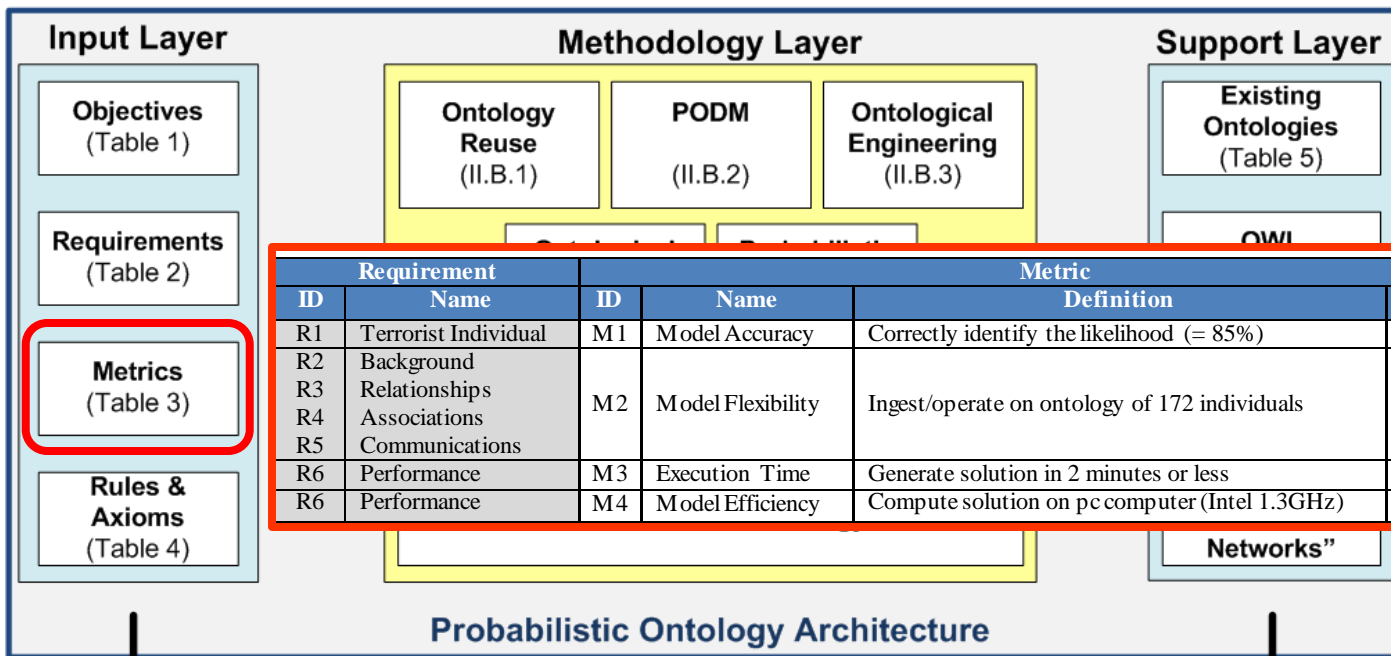 Input Layer
Methodology Layer
Support Layer
Objectives
(Table 1)
Requirements
(Table 2)
Metrics
(Table 3)
Rules &
Axioms
(Table 4)
Ontology
Reuse
(II.B.1)
PODM
(II.B.2)
Ontological
Engineering
(II.B.3)
Existing
Ontologies
(Table 5)
OWL
Requirement Metric
ID Name ID Name Definition
R1 Terrorist Individual M1 Model Accuracy Correctly identify the likelihood (= 85%)
R2 Background
R3 Relationships
R4 Associations
R5 Communications
M2 Model Flexibility Ingest/operate on ontology of 172 individuals
R6 Performance M3 Execution Time Generate solution in 2 minutes or less
R6 Performance M4 Model Efficiency Compute solution on pc computer (Intel 1.3GHz)
Networks”
Probabilistic Ontology Architecture